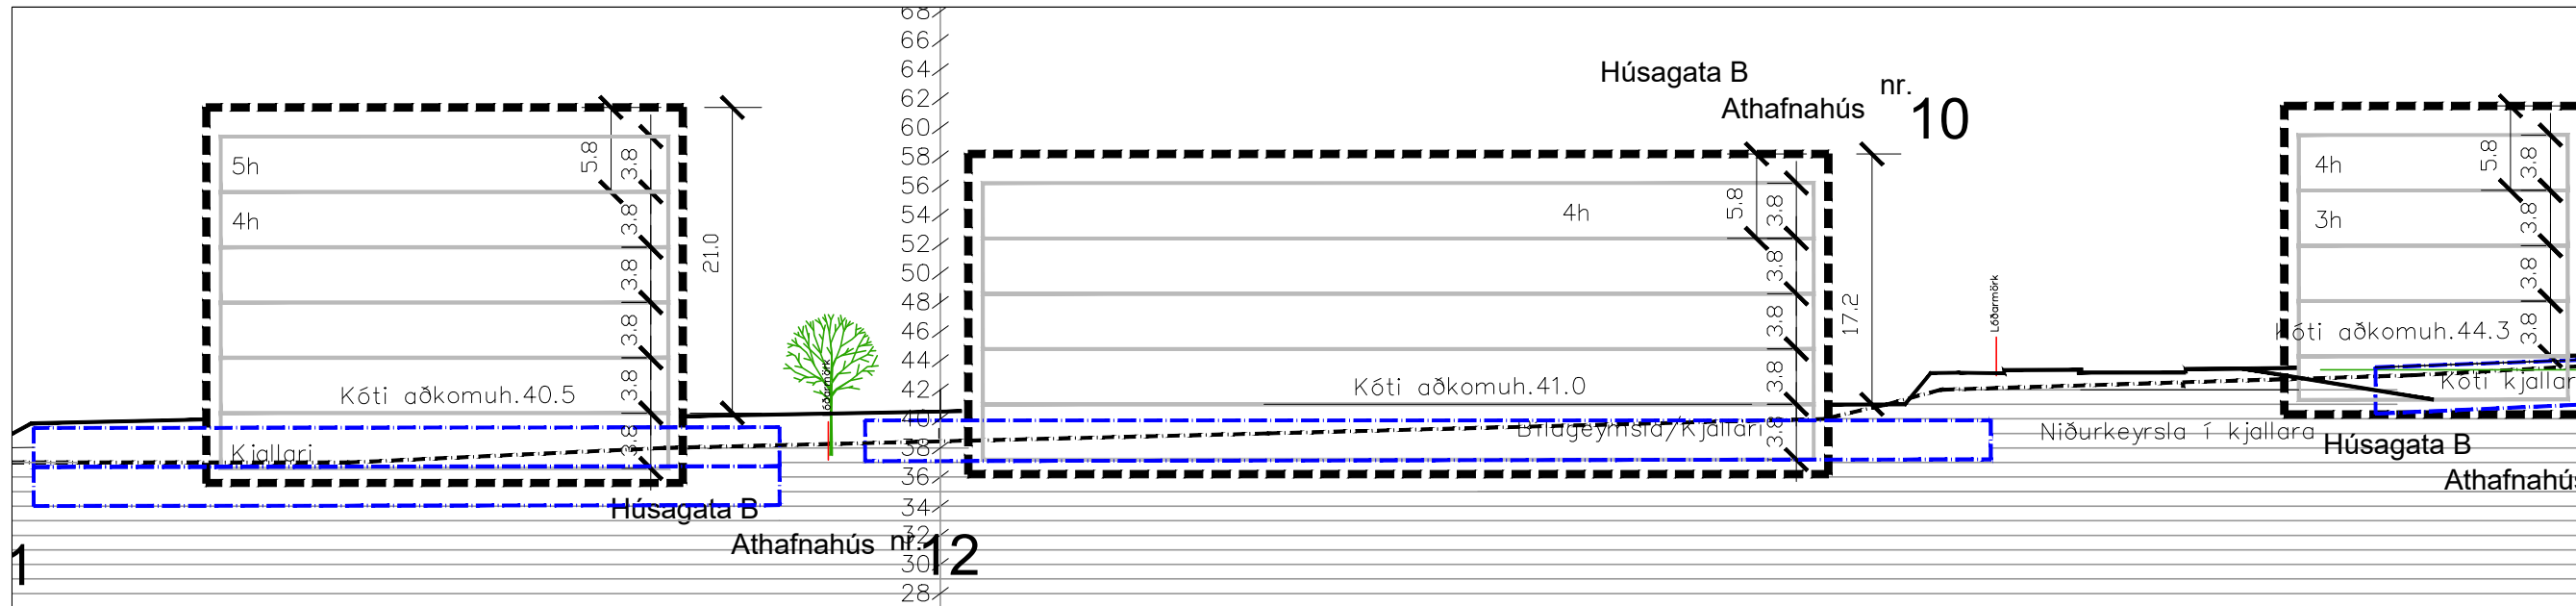 68
66
64
62
60
58
56
54
52
50
48
46
44
42
40
38
36
34
32
30
28
5h
4h
5.8
3.8
3.8
3.8
3.8
3.8
3.8
21.0
Kóti aðkomuh.40.5
Kjallari
Lóðarmörk
Húsagata B
Athafnahús nr. 12
1
Húsagata B
Athafnahús nr. 10
4h
5.8
3.8
3.8
3.8
3.8
3.8
17.2
Kóti aðkomuh.41.0
Bílageymsla/Kjallari
Lóðarmörk
Niðurkeyrsla í kjallara
4h
3h
5.8
3.8
3.8
3.8
3.8
Kóti aðkomuh.44.3
Kóti kjallar
Húsagata B
Athafnahús